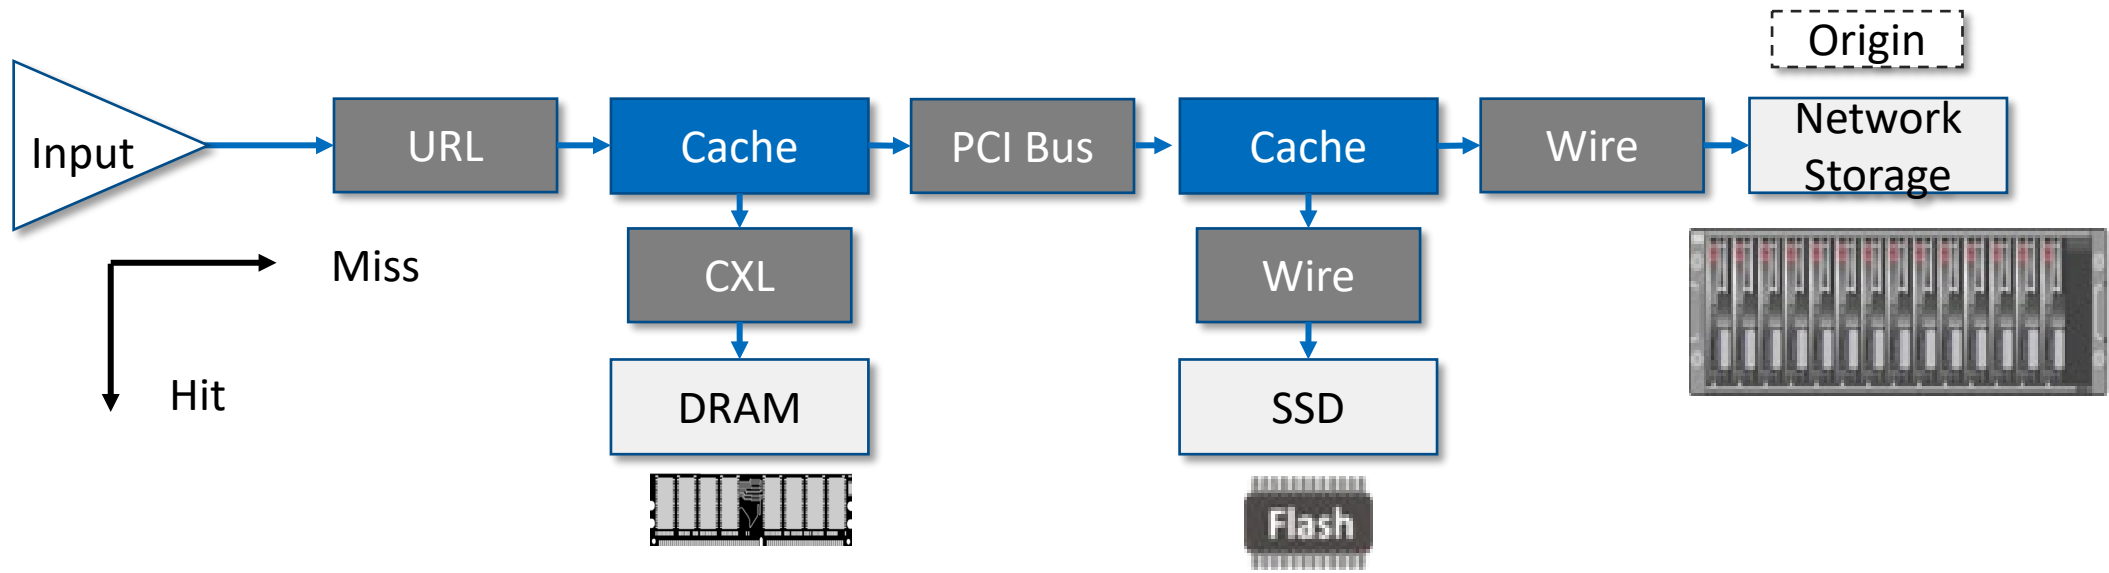 Origin
Input
URL
Cache
PCI Bus
Cache
Wire
Network
Storage
Miss
CXL
Wire
Hit
DRAM
SSD
Flash